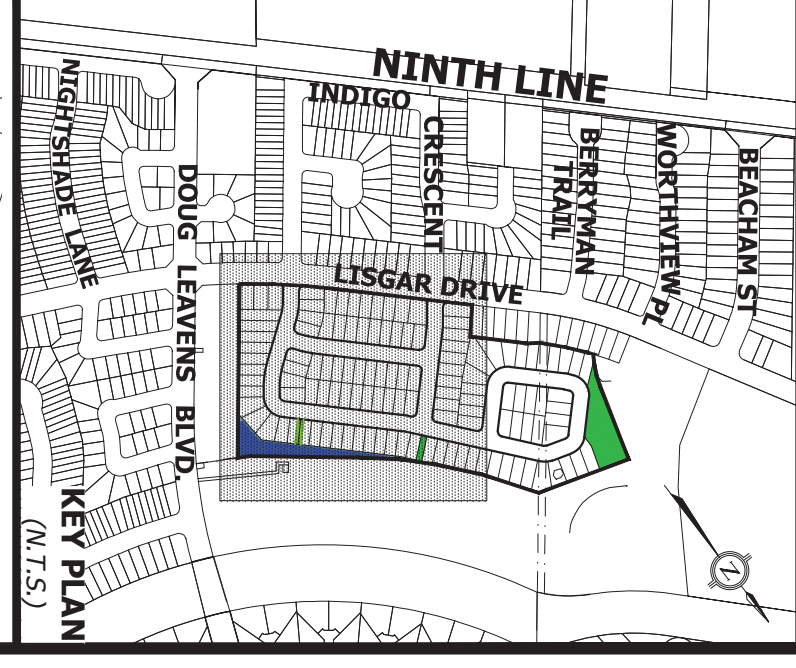 NINTH LINE
INDIGO
CRESCENT
NIGHTSHADE LANE
DOUG LEAVENS BLVD.
BERRYMAN
TRAIL
WORTHVIEW PL
BEACHAM ST
LISGAR DRIVE
KEY PLAN
(N.T.S.)
N